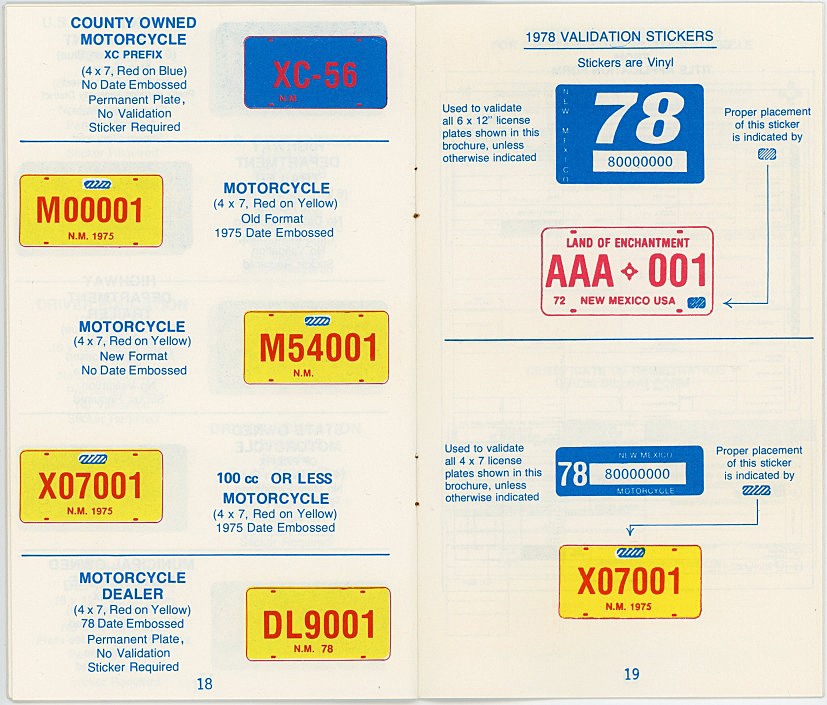 COUNTY OWNED
MOTORCYCLE
XC PREFIX
(4 x 7, Red on Blue)
No Date Embossed
Permanent Plate,
No Validation
Sticker Required
XC-56
N.M.
M00001
N.M. 1975
MOTORCYCLE
(4 x 7, Red on Yellow)
Old Format
1975 Date Embossed
MOTORCYCLE
(4 x 7, Red on Yellow)
New Format
No Date Embossed
M54001
N.M.
X07001
N.M. 1975
100 cc OR LESS
MOTORCYCLE
(4 x 7, Red on Yellow)
1975 Date Embossed
MOTORCYCLE
DEALER
(4 x 7, Red on Yellow)
78 Date Embossed
Permanent Plate,
No Validation
Sticker Required
DL9001
N.M. 78
18
1978 VALIDATION STICKERS
Stickers are Vinyl
Used to validate
all 6 x 12" license
plates shown in this
brochure, unless
otherwise indicated
NEW MEXICO
78
80000000
Proper placement
of this sticker
is indicated by
LAND OF ENCHANTMENT
AAA 001
72 NEW MEXICO USA
Used to validate
all 4 x 7 license
plates shown in this
brochure, unless
otherwise indicated
NEW MEXICO
78 80000000
MOTORCYCLE
Proper placement
of this sticker
is indicated by
X07001
N.M. 1975
19